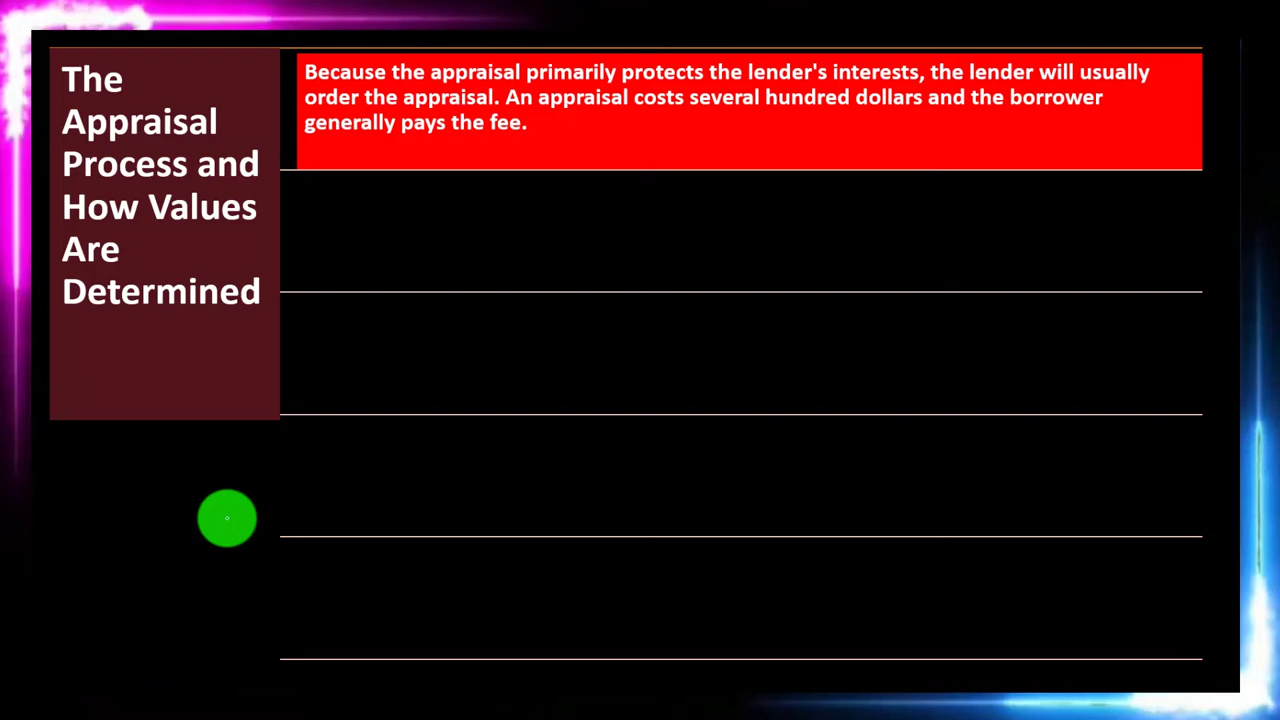 The
Appraisal
Process and
How Values
Are
Determined
Because the appraisal primarily protects the lender's interests, the lender will usually
order the appraisal. An appraisal costs several hundred dollars and the borrower
generally pays the fee.